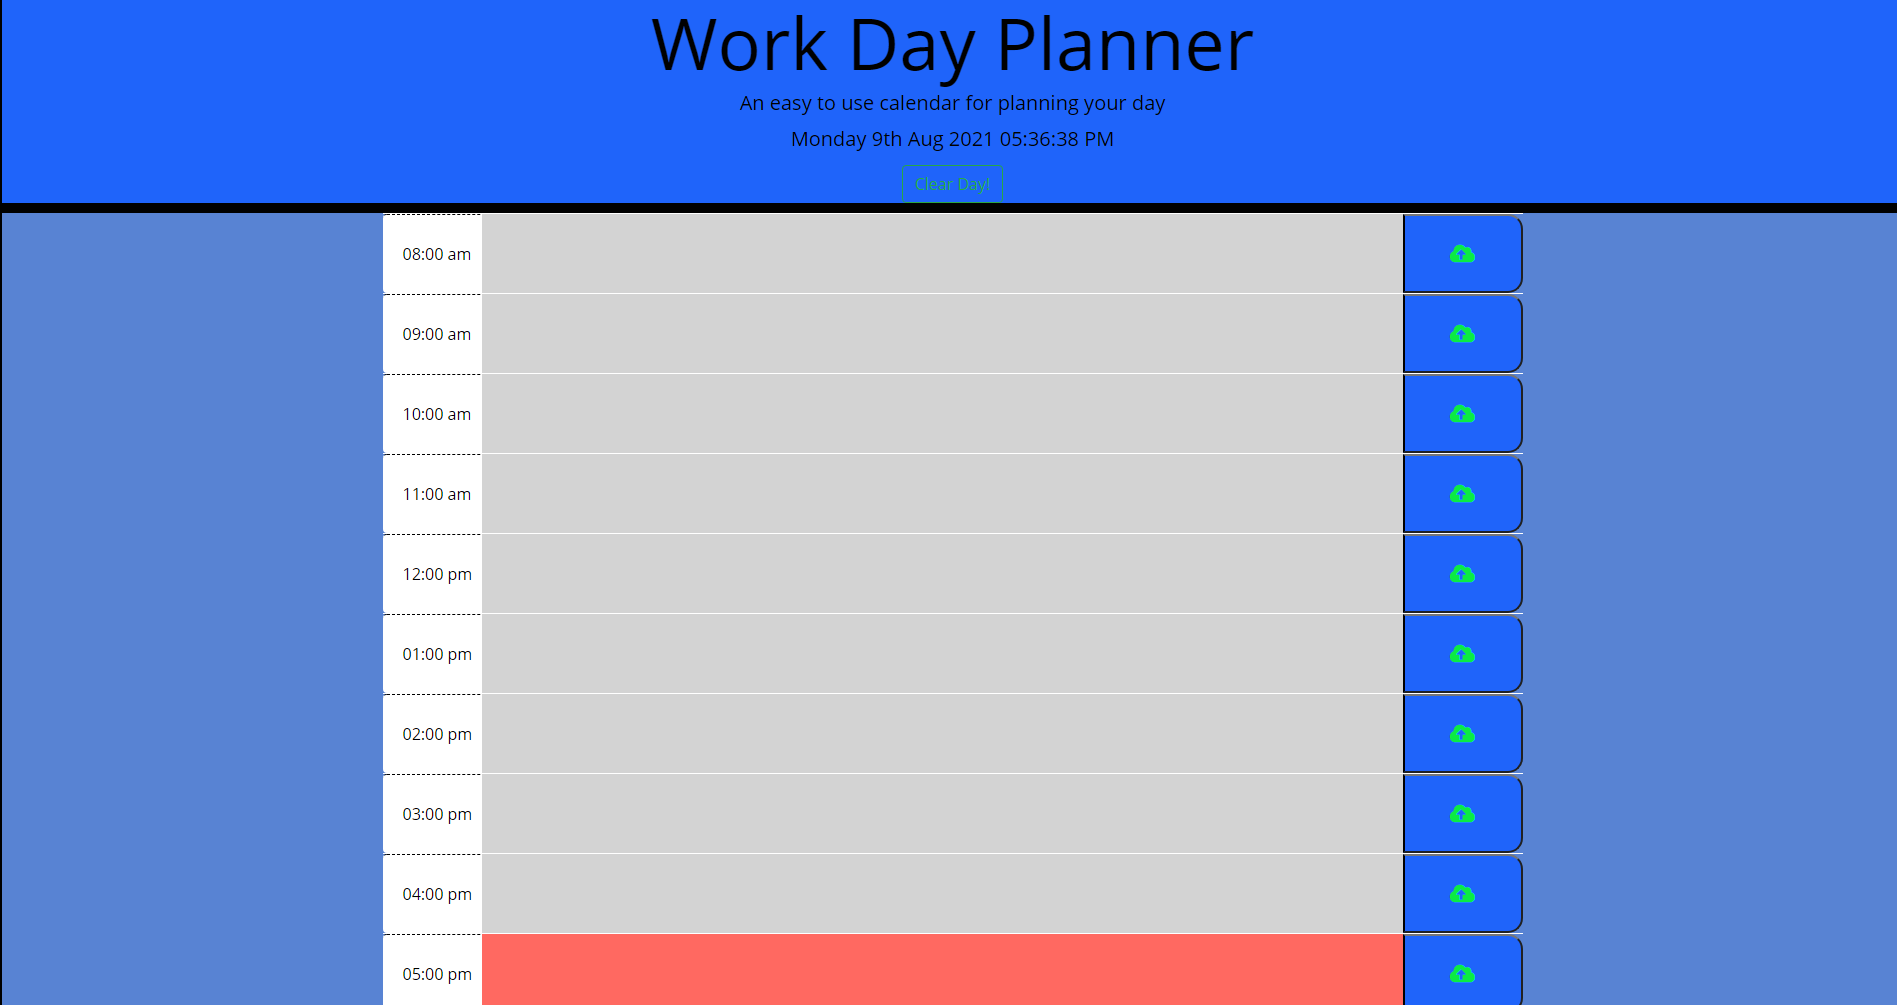 Work Day Planner
An easy to use calendar for planning your day
Monday 9th Aug 2021 05:36:38 PM
Clear Day!
08:00 am
09:00 am
10:00 am
11:00 am
12:00 pm
01:00 pm
02:00 pm
03:00 pm
04:00 pm
05:00 pm